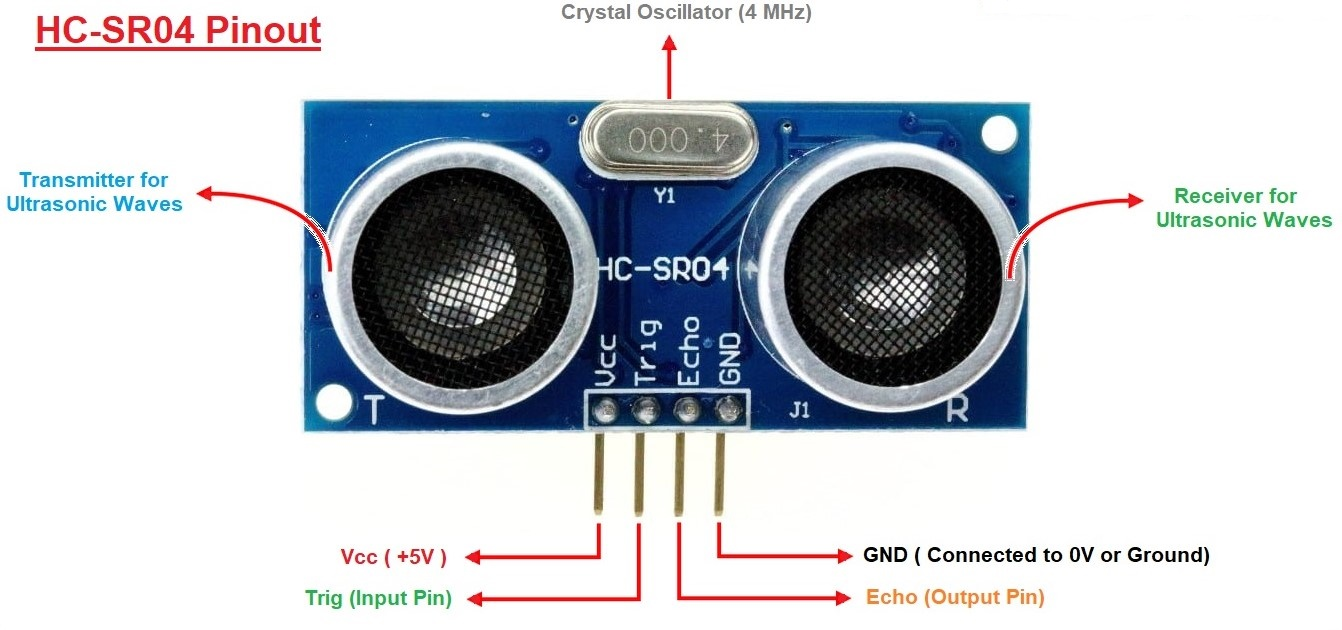 HC-SR04 Pinout
Crystal Oscillator (4 MHz)
4.000
Y1
Transmitter for
Ultrasonic Waves
Receiver for
Ultrasonic Waves
HC-SR04
Vcc
Trig
Echo
GND
T
J1
R
Vcc ( +5V )
GND ( Connected to 0V or Ground)
Trig (Input Pin)
Echo (Output Pin)